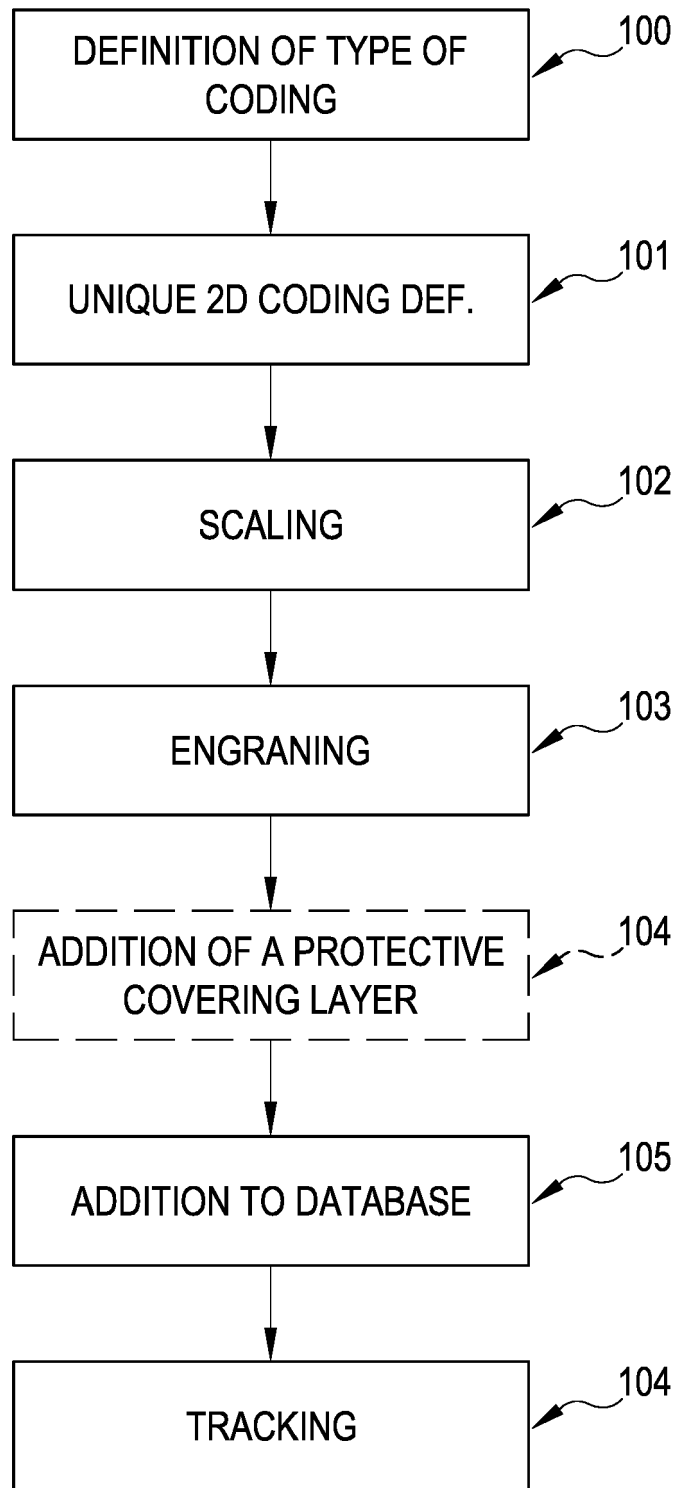 DEFINITION OF TYPE OF
CODING
100
UNIQUE 2D CODING DEF.
101
SCALING
102
ENGRANING
103
ADDITION OF A PROTECTIVE
COVERING LAYER
104
ADDITION TO DATABASE
105
TRACKING
104